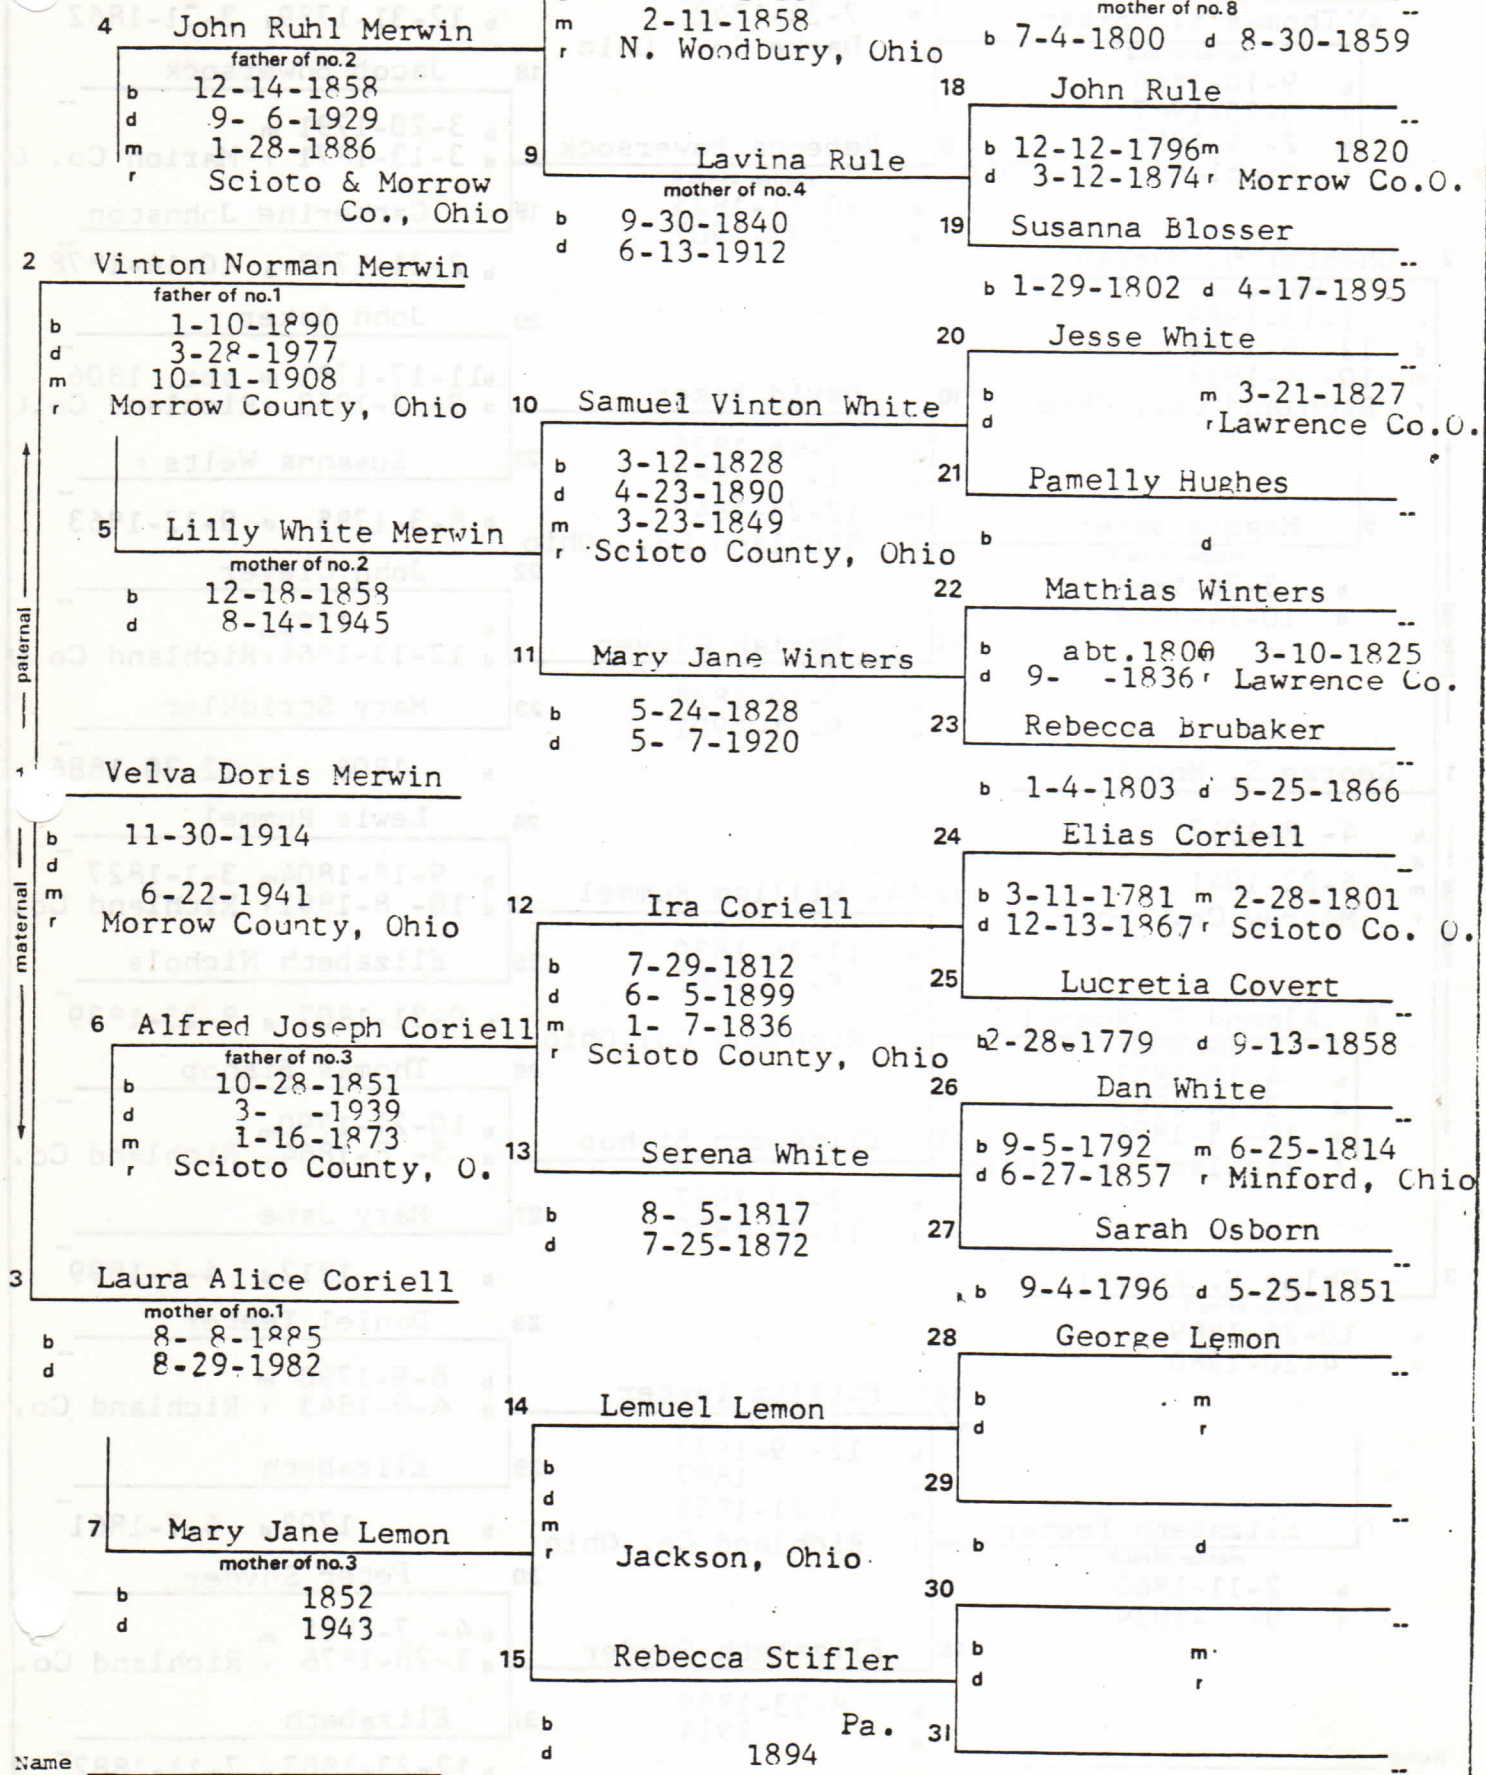 4 John Ruhl Merwin
father of no.2
b 12-14-1858
d 9- 6-1929
m 1-28-1886
r Scioto & Morrow
Co., Ohio
2 Vinton Norman Merwin
father of no.1
b 1-10-1890
d 3-28-1977
m 10-11-1908
r Morrow County, Ohio
5 Lilly White Merwin
mother of no.2
b 12-18-1858
d 8-14-1945
paternal
1 Velva Doris Merwin
b 11-30-1914
d
m 6-22-1941
r Morrow County, Ohio
maternal
6 Alfred Joseph Coriell
father of no.3
b 10-28-1851
d 3- -1939
m 1-16-1878
r Scioto County, O.
3 Laura Alice Coriell
mother of no.1
b 8- 8-1885
d 8-29-1982
7 Mary Jane Lemon
mother of no.3
b 1852
d 1943
Name
m 2-11-1858
r N. Woodbury, Ohio
9 Lavina Rule
mother of no.4
b 9-30-1840
d 6-13-1912
10 Samuel Vinton White
b 3-12-1828
d 4-23-1890
m 3-23-1849
r Scioto County, Ohio
11 Mary Jane Winters
b 5-24-1828
d 5- 7-1920
12 Ira Coriell
b 7-29-1812
d 6- 5-1899
m 1- 7-1836
r Scioto County, Ohio
13 Serena White
b 8- 5-1817
d 7-25-1872
14 Lemuel Lemon
b
d
m
r Jackson, Ohio
15 Rebecca Stifler
b Pa.
d 1894
mother of no.8
--
b 7-4-1800 d 8-30-1859
18 John Rule
--
b 12-12-1796 m 1820
d 3-12-1874 r Morrow Co.O.
19 Susanna Blosser
--
b 1-29-1802 d 4-17-1895
20 Jesse White
--
b m 3-21-1827
d r Lawrence Co.O.
21 Pamelly Hughes
--
b d
22 Mathias Winters
--
b abt.1800 3-10-1825
d 9- -1836 r Lawrence Co.
23 Rebecca Brubaker
--
b 1-4-1803 d 5-25-1866
24 Elias Coriell
--
b 3-11-1781 m 2-28-1801
d 12-13-1867 r Scioto Co. O.
25 Lucretia Covert
--
b 2-28-1779 d 9-13-1858
26 Dan White
--
b 9-5-1792 m 6-25-1814
d 6-27-1857 r Minford, Ohio
27 Sarah Osborn
--
b 9-4-1796 d 5-25-1851
28 George Lemon
--
b m
d r
29
--
b d
30
--
b m
d r
31
--